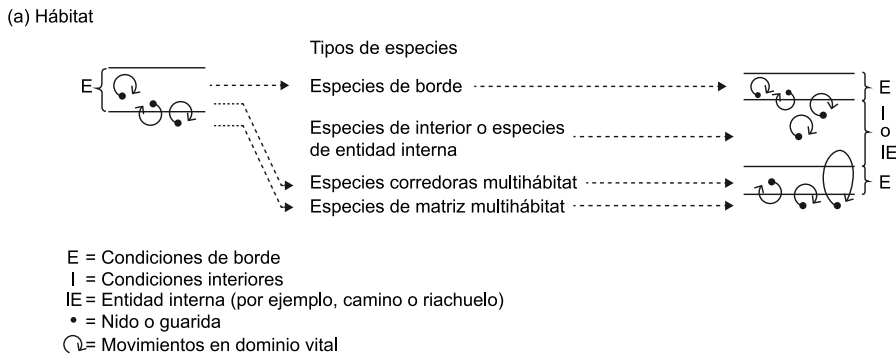 (a) Hábitat
Tipos de especies
E
Especies de borde
E
Especies de interior o especies
de entidad interna
I
o
IE
Especies corredoras multihábitat
E
Especies de matriz multihábitat
E = Condiciones de borde
I = Condiciones interiores
IE = Entidad interna (por ejemplo, camino o riachuelo)
• = Nido o guarida
= Movimientos en dominio vital